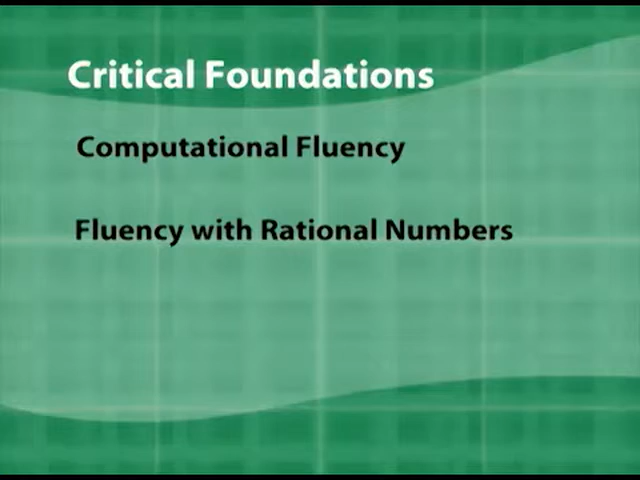 Critical Foundations
Computational Fluency
Fluency with Rational Numbers